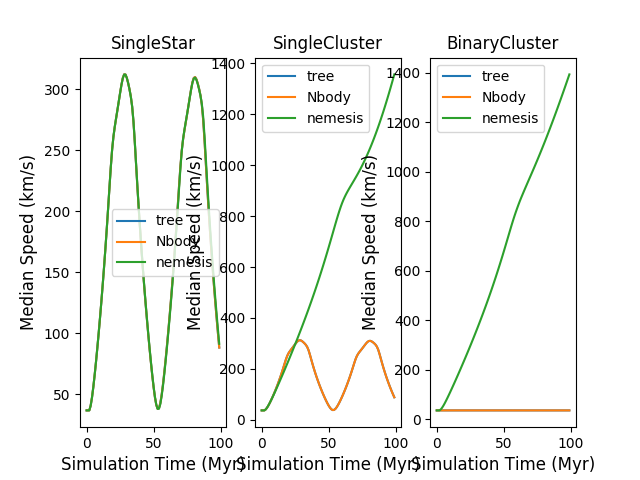 SingleStar
SingleCluster
BinaryCluster
Median Speed (km/s)
300
250
200
150
100
50
0
50
100
Simulation Time (Myr)
tree
Nbody
nemesis
Median Speed (km/s)
1400
1200
1000
800
600
400
200
0
0
50
100
Simulation Time (Myr)
tree
Nbody
nemesis
Median Speed (km/s)
1400
1200
1000
800
600
400
200
0
0
50
100
Simulation Time (Myr)
tree
Nbody
nemesis